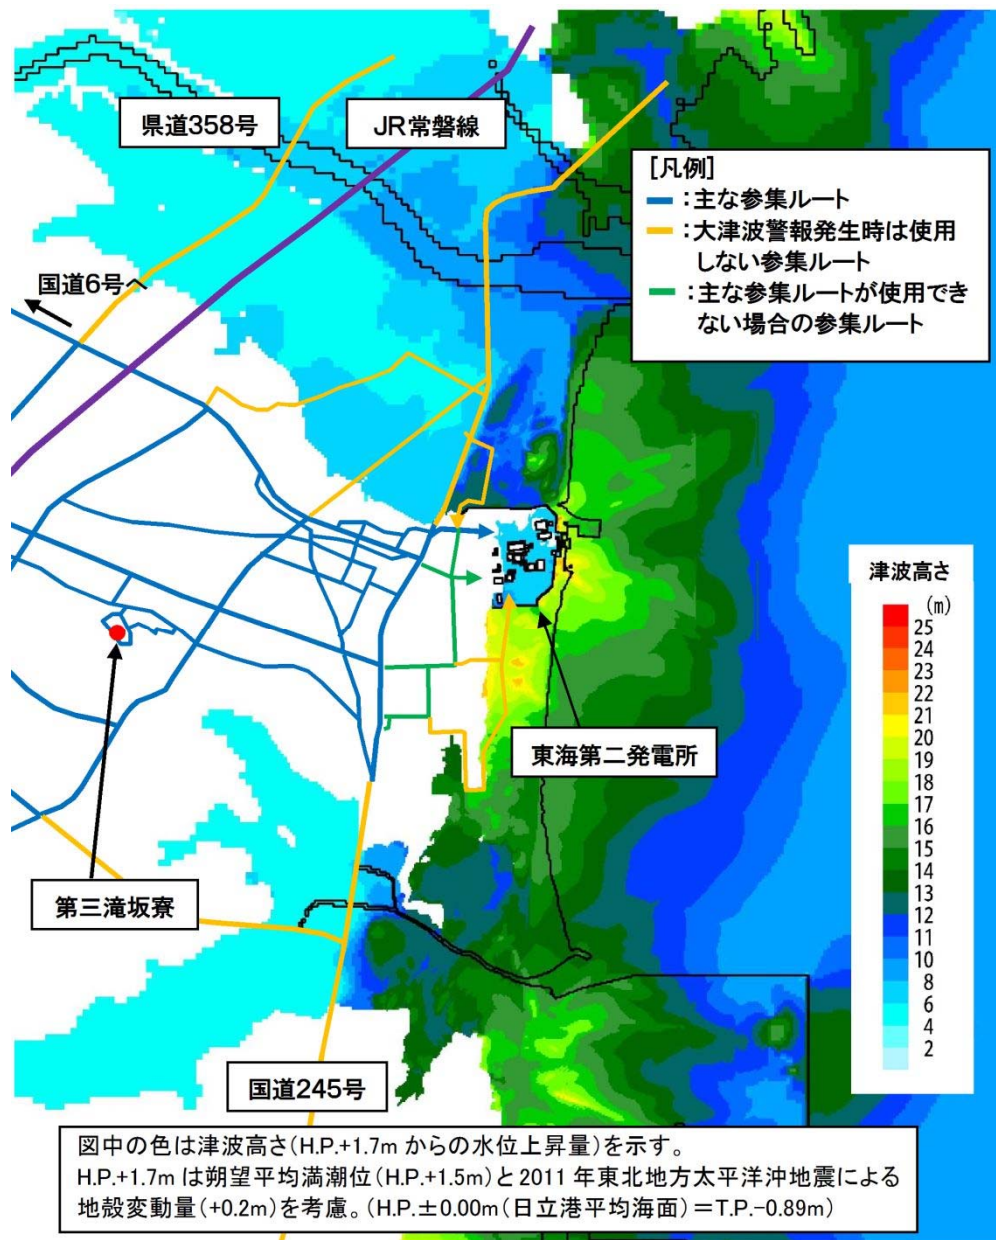 県道358号
JR常磐線
[凡例]
:主な参集ルート
:大津波警報発生時は使用
しない参集ルート
:主な参集ルートが使用でき
ない場合の参集ルート
国道6号へ
津波高さ
(m)
25
24
23
22
21
20
19
18
17
16
15
13
12
11
10
8
6
4
2
東海第二発電所
第三滝坂寮
国道245号
図中の色は津波高さ(H.P.+1.7m からの水位上昇量)を示す。
H.P.+1.7m は朔望平均満潮位(H.P.+1.5m)と2011年東北地方太平洋沖地震による
地殻変動量(+0.2m)を考慮。(H.P.±0.00m(日立港平均海面)=T.P.-0.89m)